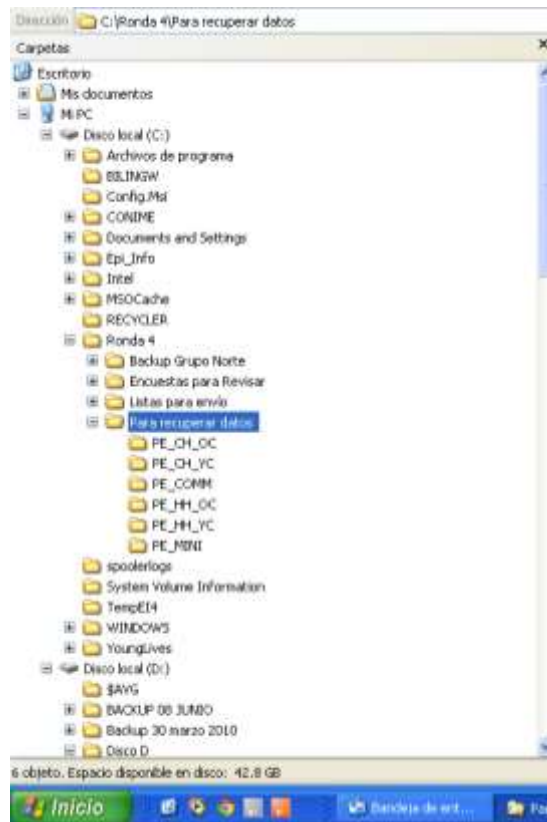 Dirección C:\Ronda 4\Para recuperar datos
Carpetas
Escritorio
Mis documentos
Mi PC
Disco local (C:)
Archivos de programa
BILINGW
Config.Msi
CONIME
Documents and Settings
Epi_Info
Intel
MSOCache
RECYCLER
Ronda 4
Backup Grupo Norte
Encuestas para Revisar
Listas para envío
Para recuperar datos
PE_CH_OC
PE_CH_YC
PE_COMM
PE_HH_OC
PE_HH_YC
PE_MINI
spoolerlogs
System Volume Information
TempEI4
WINDOWS
YoungLives
Disco local (D:)
$AVG
BACKUP 08 JUNIO
Backup 30 marzo 2010
Disco D
6 objeto. Espacio disponible en disco: 42.8 GB
Inicio Bandeja de ent... Pa